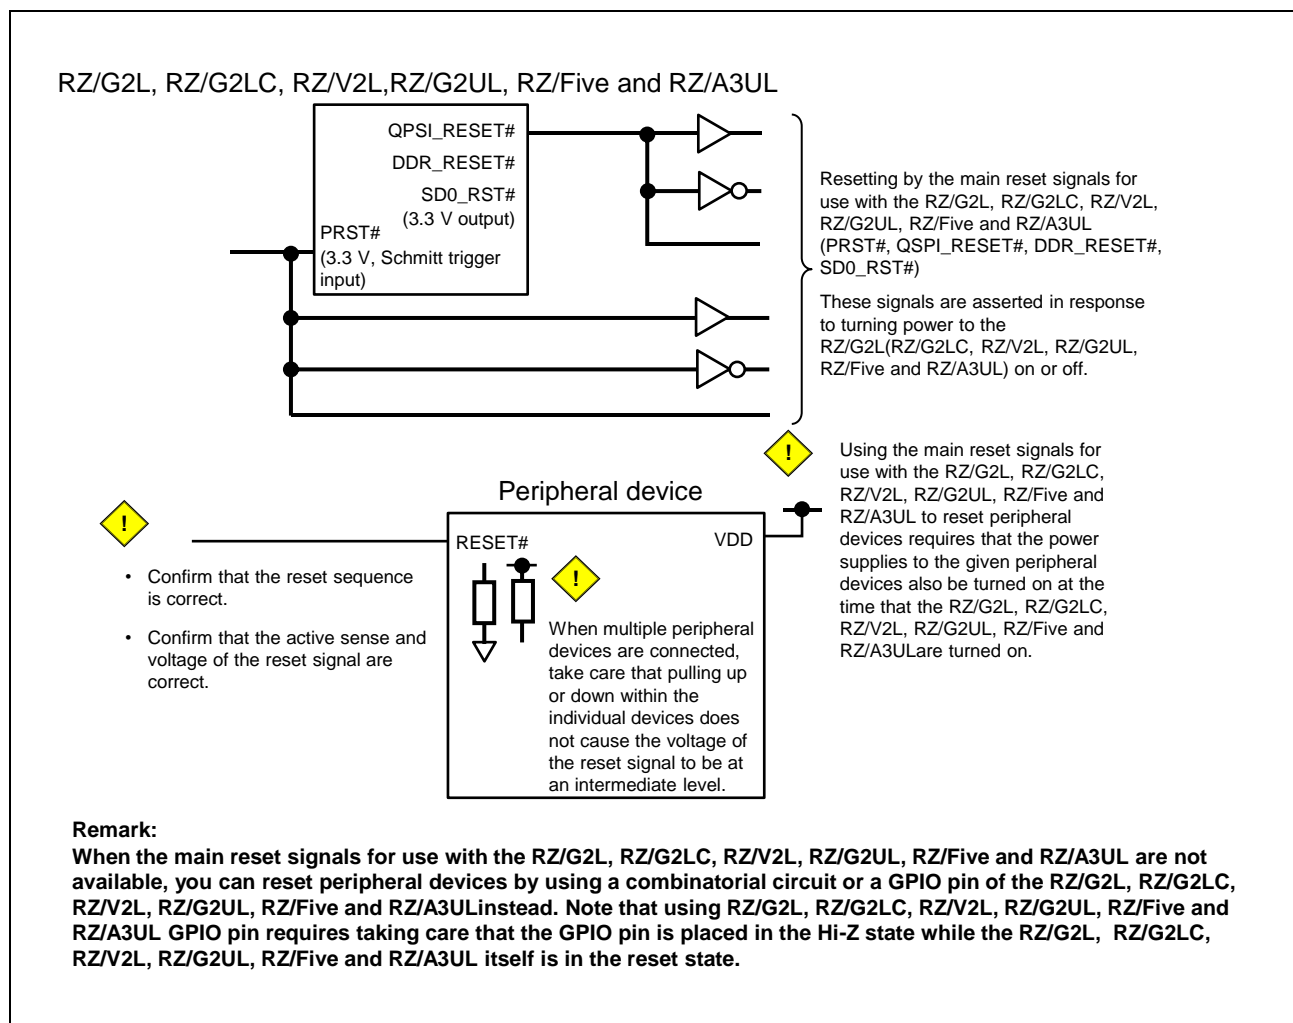 RZ/G2L, RZ/G2LC, RZ/V2L,RZ/G2UL, RZ/Five and RZ/A3UL
QPSI_RESET#
DDR_RESET#
SD0_RST#
(3.3 V output)
PRST#
(3.3 V, Schmitt trigger
input)
Resetting by the main reset signals for
use with the RZ/G2L, RZ/G2LC, RZ/V2L,
RZ/G2UL, RZ/Five and RZ/A3UL
(PRST#, QSPI_RESET#, DDR_RESET#,
SD0_RST#)
These signals are asserted in response
to turning power to the
RZ/G2L(RZ/G2LC, RZ/V2L, RZ/G2UL,
RZ/Five and RZ/A3UL) on or off.
!
Using the main reset signals for
use with the RZ/G2L, RZ/G2LC,
RZ/V2L, RZ/G2UL, RZ/Five and
RZ/A3UL to reset peripheral
devices requires that the power
supplies to the given peripheral
devices also be turned on at the
time that the RZ/G2L, RZ/G2LC,
RZ/V2L, RZ/G2UL, RZ/Five and
RZ/A3ULare turned on.
!
• Confirm that the reset sequence
is correct.
• Confirm that the active sense and
voltage of the reset signal are
correct.
Peripheral device
RESET#
VDD
!
When multiple peripheral
devices are connected,
take care that pulling up
or down within the
individual devices does
not cause the voltage of
the reset signal to be at
an intermediate level.
Remark:
When the main reset signals for use with the RZ/G2L, RZ/G2LC, RZ/V2L, RZ/G2UL, RZ/Five and RZ/A3UL are not
available, you can reset peripheral devices by using a combinatorial circuit or a GPIO pin of the RZ/G2L, RZ/G2LC,
RZ/V2L, RZ/G2UL, RZ/Five and RZ/A3ULinstead. Note that using RZ/G2L, RZ/G2LC, RZ/V2L, RZ/G2UL, RZ/Five and
RZ/A3UL GPIO pin requires taking care that the GPIO pin is placed in the Hi-Z state while the RZ/G2L, RZ/G2LC,
RZ/V2L, RZ/G2UL, RZ/Five and RZ/A3UL itself is in the reset state.